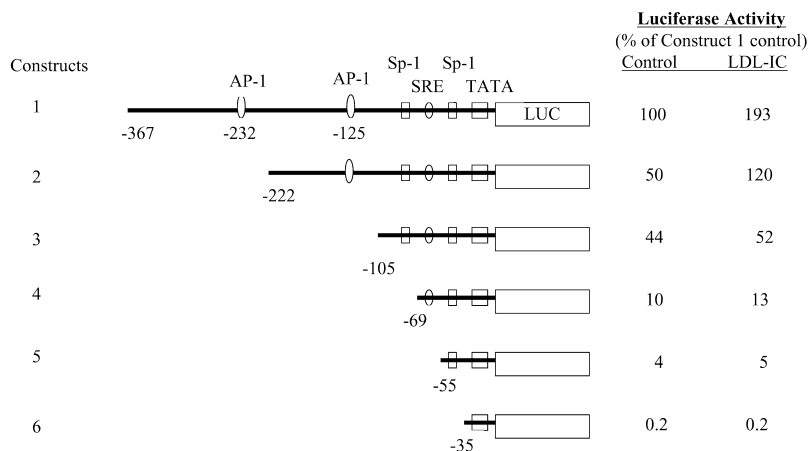 Luciferase Activity
(% of Construct 1 control)
Constructs
Control LDL-IC
Sp-1 Sp-1
AP-1 AP-1
SRE TATA
1 LUC 100 193
-367 -232 -125
2 50 120
-222
3 44 52
-105
4 10 13
-69
5 4 5
-55
6 0.2 0.2
-35